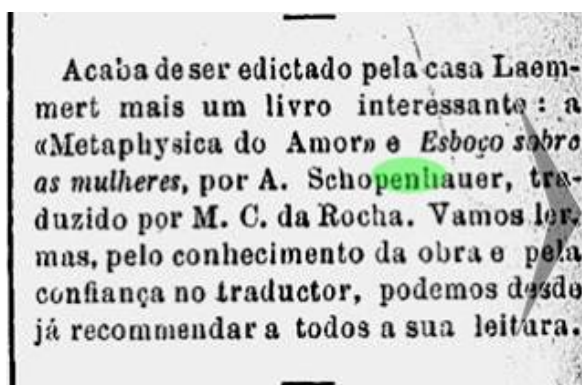 Acaba de ser edictado pela casa Laem-
mert mais um livro interessante : a
«Metaphysica do Amor» e Esboço sobre
as mulheres, por A. Schopenhauer, tra-
duzido por M. C. da Rocha. Vamos ler,
mas, pelo conhecimento da obra e pela
confiança no traductor, podemos desde
já recommendar a todos a sua leitura.